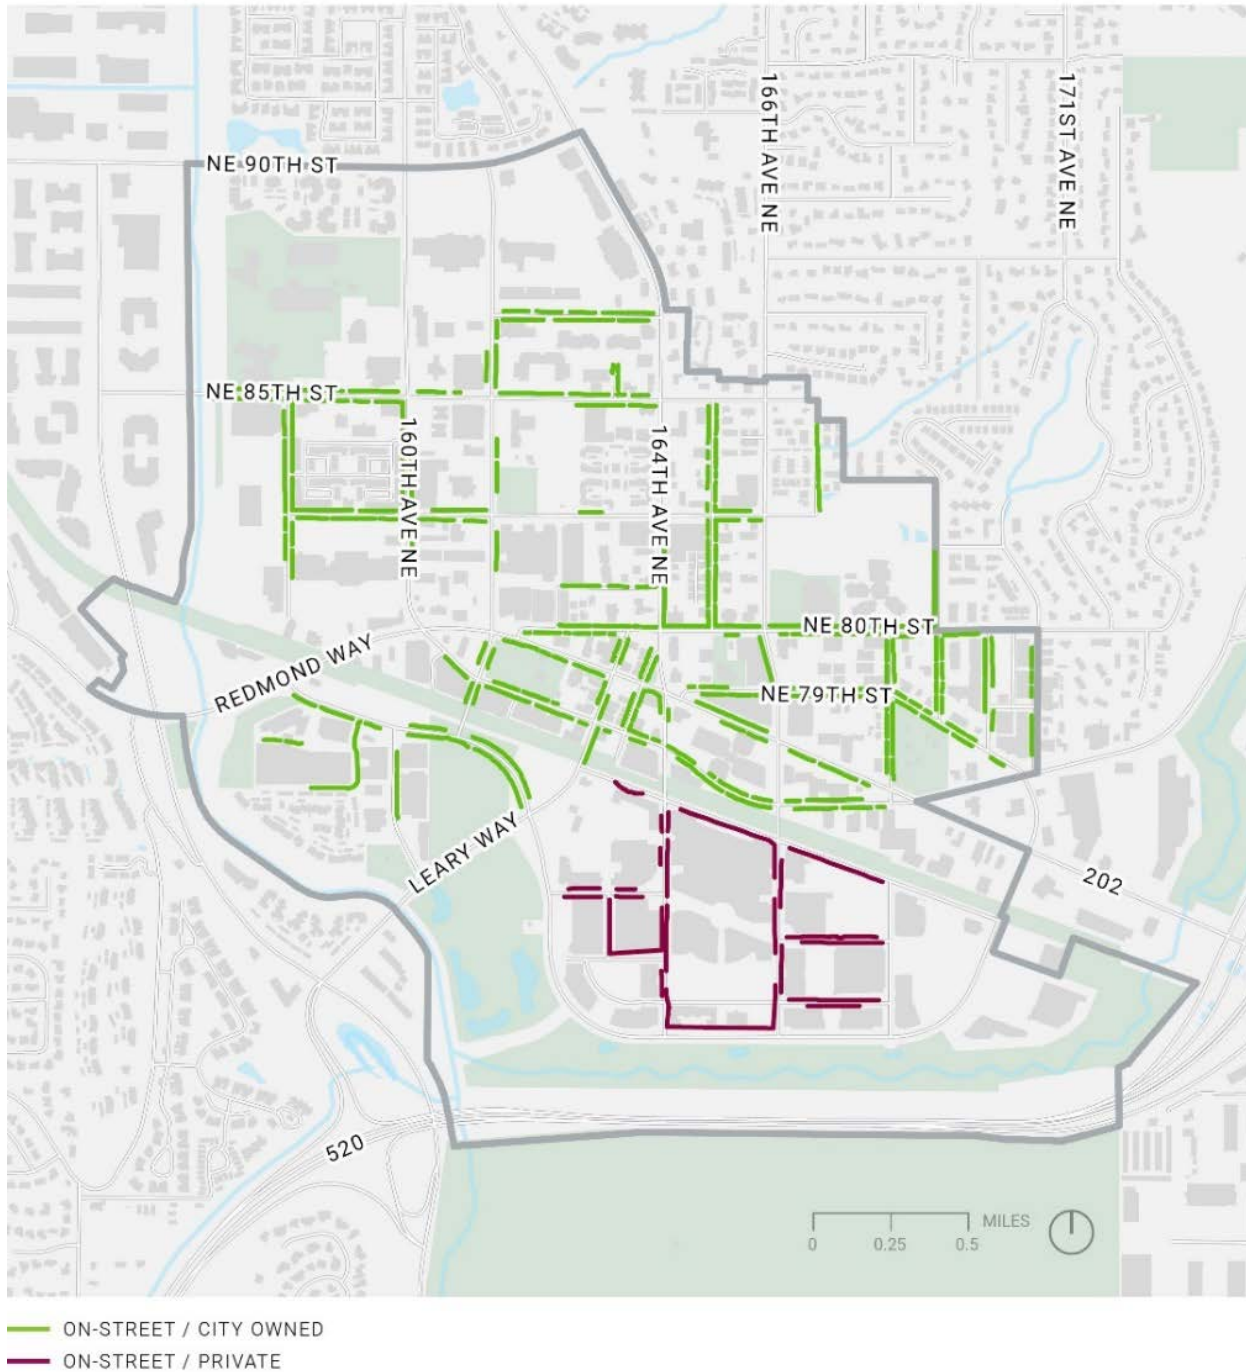 166TH AVE NE
171ST AVE NE
NE 90TH ST
NE 85TH ST
160TH AVE NE
164TH AVE NE
NE 80TH ST
REDMOND WAY
NE 79TH ST
LEARY WAY
202
520
MILES
0 0.25 0.5
ON-STREET / CITY OWNED
ON-STREET / PRIVATE